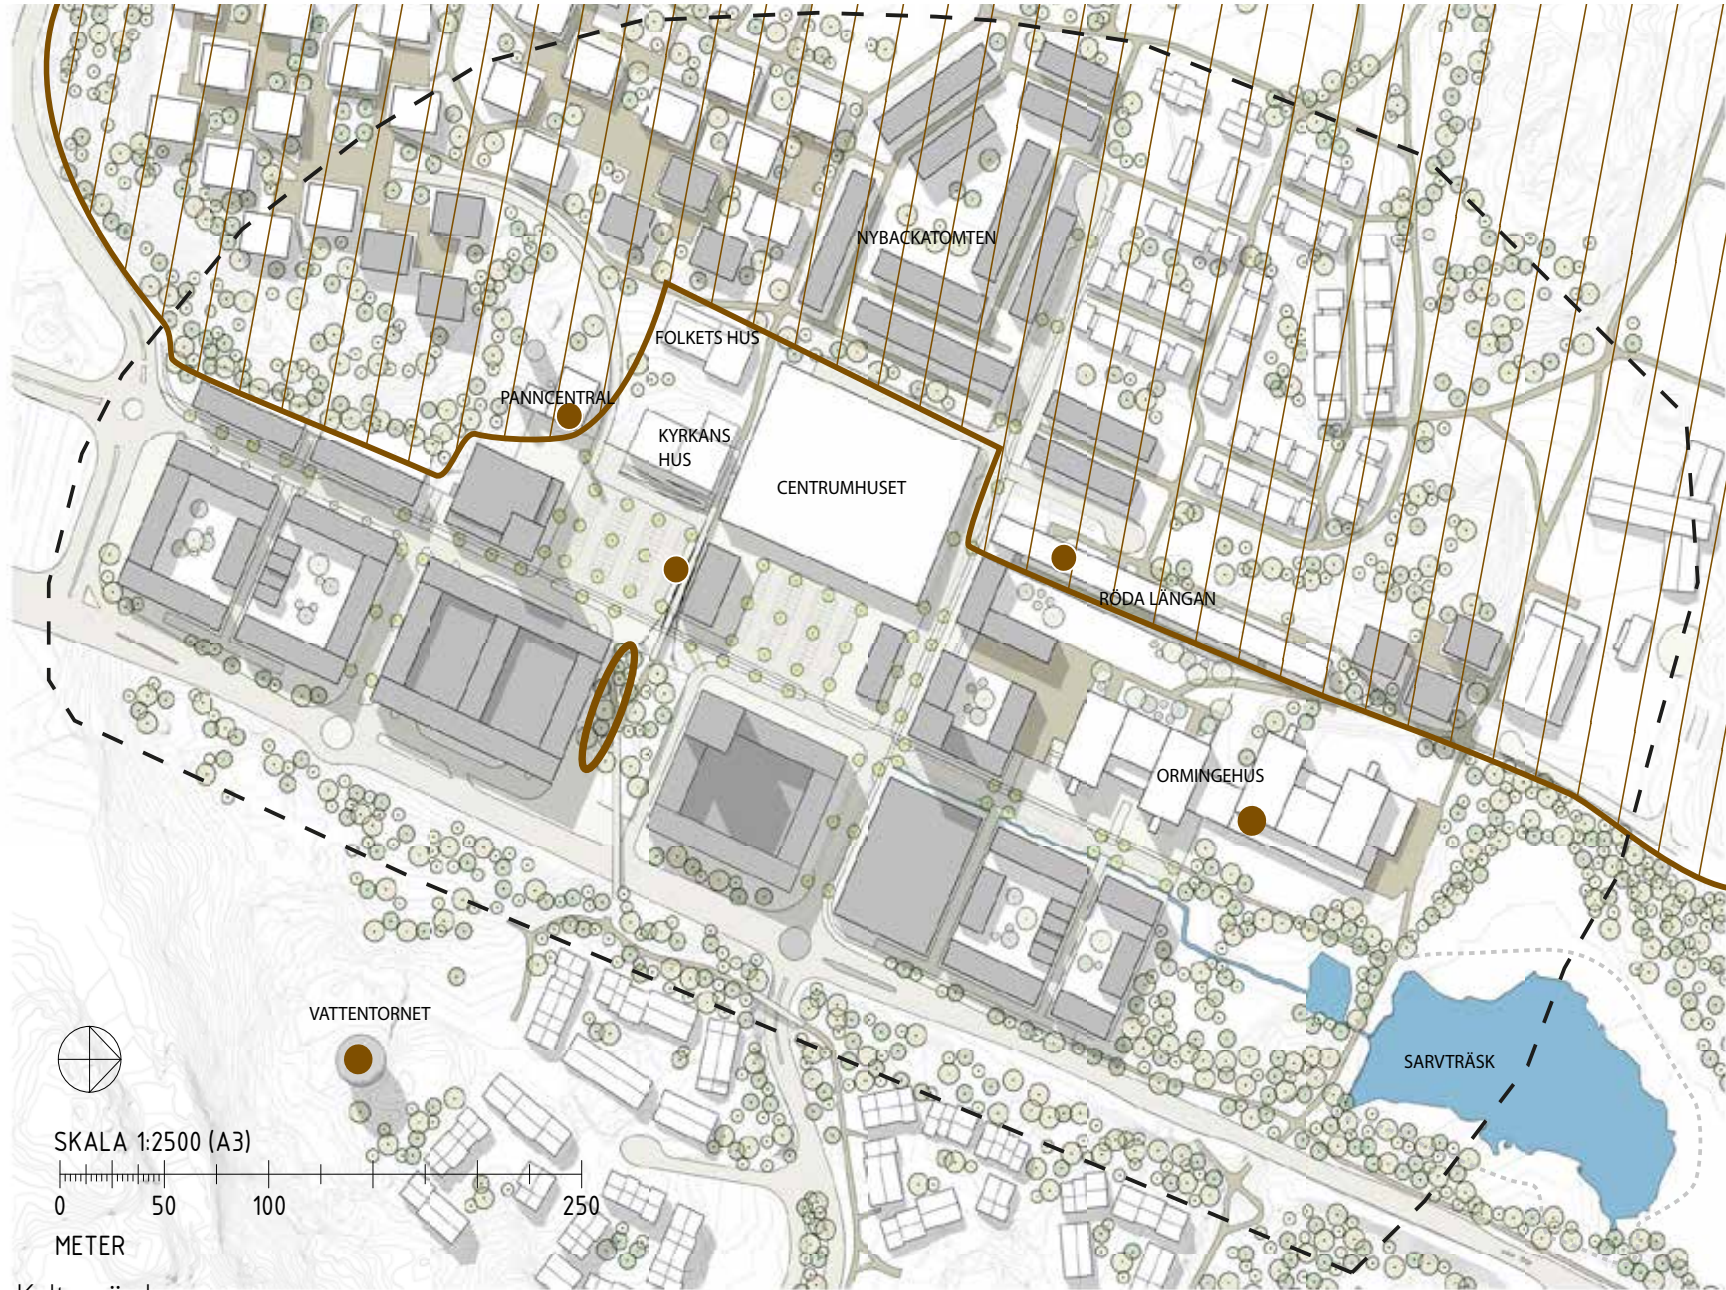 NYBACKATOMTEN
FOLKETS HUS
PANNCENTRAL
KYRKANS
HUS
CENTRUMHUSET
RÖDA LÄNGAN
ORMINGEHUS
VATTENTORNET
SARVTRÄSK
SKALA 1:2500 (A3)
0 50 100 250
METER